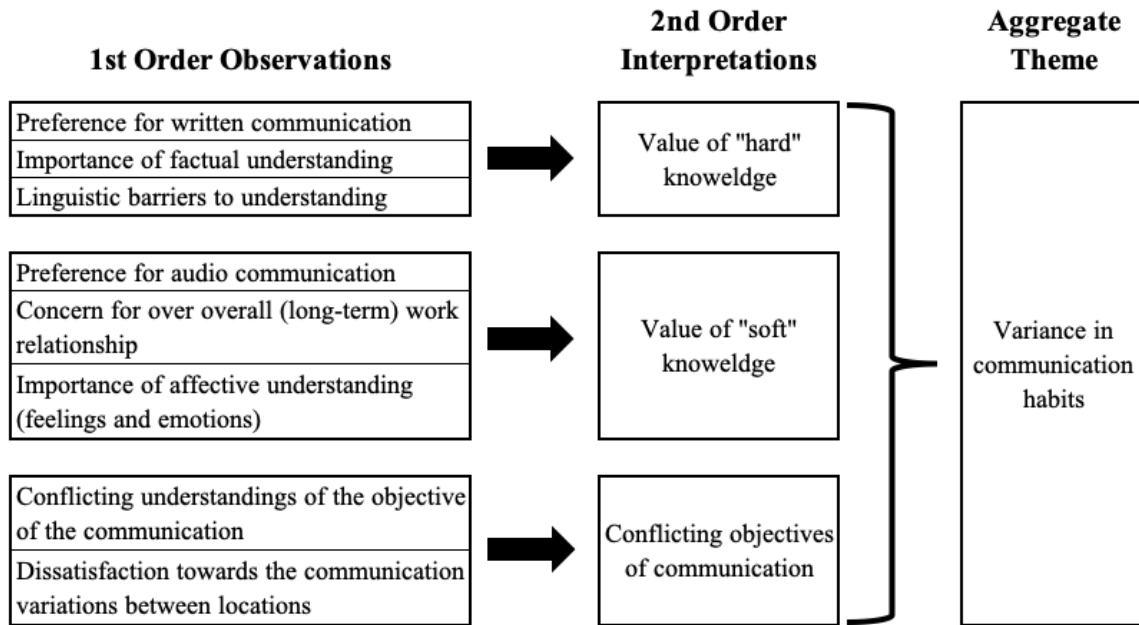 1st Order Observations
2nd Order
Interpretations
Aggregate
Theme
Preference for written communication
Importance of factual understanding
Linguistic barriers to understanding
Value of "hard"
knoweldge
Preference for audio communication
Concern for over overall (long-term) work
relationship
Importance of affective understanding
(feelings and emotions)
Value of "soft"
knoweldge
Conflicting understandings of the objective
of the communication
Dissatisfaction towards the communication
variations between locations
Conflicting objectives
of communication
Variance in
communication
habits